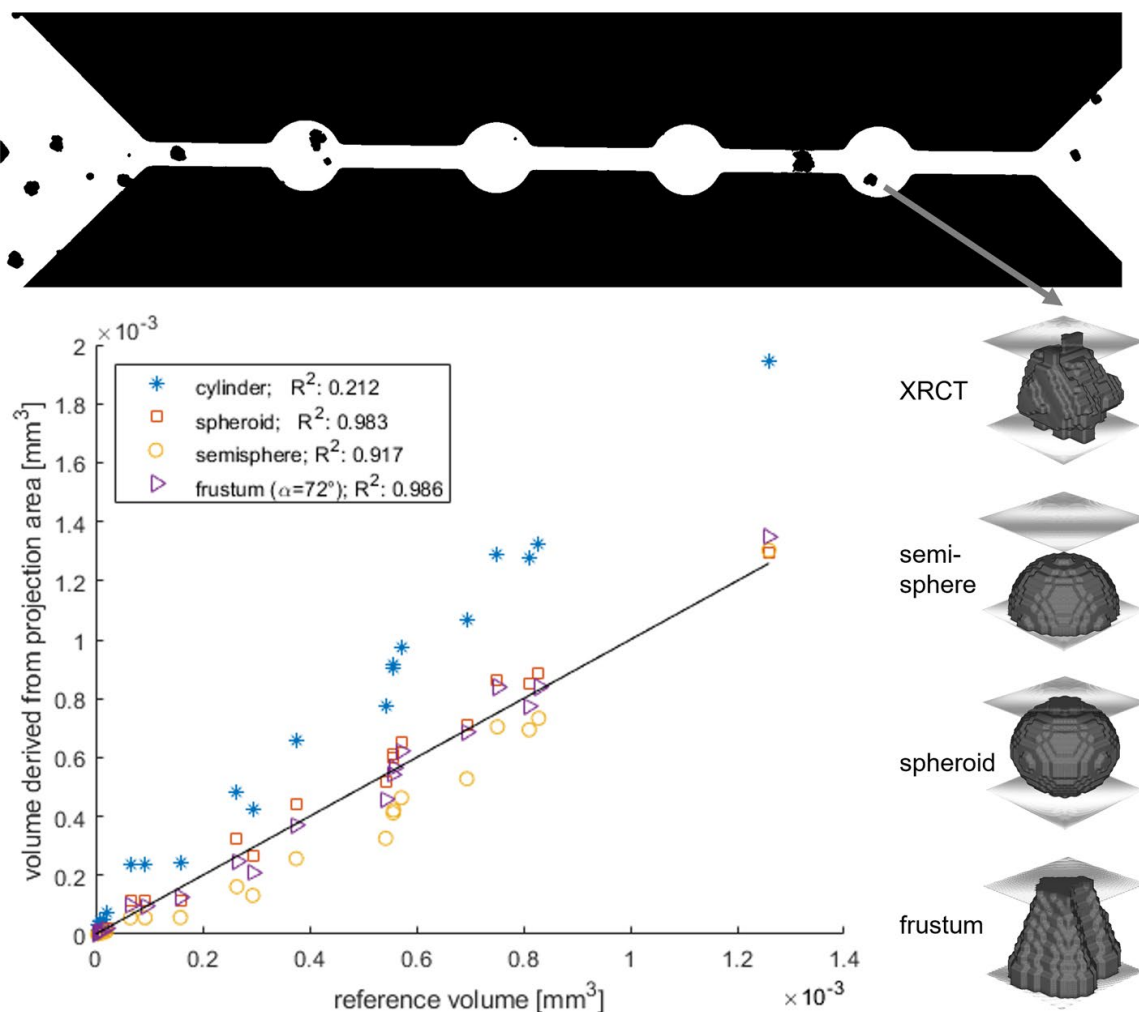 × 10⁻³
2
1.8
1.6
1.4
1.2
1
0.8
0.6
0.4
0.2
0
volume derived from projection area [mm³]
cylinder; R²: 0.212
spheroid; R²: 0.983
semisphere; R²: 0.917
frustum (α=72°); R²: 0.986
0 0.2 0.4 0.6 0.8 1 1.2 1.4
reference volume [mm³]
× 10⁻³
XRCT
semi-
sphere
spheroid
frustum